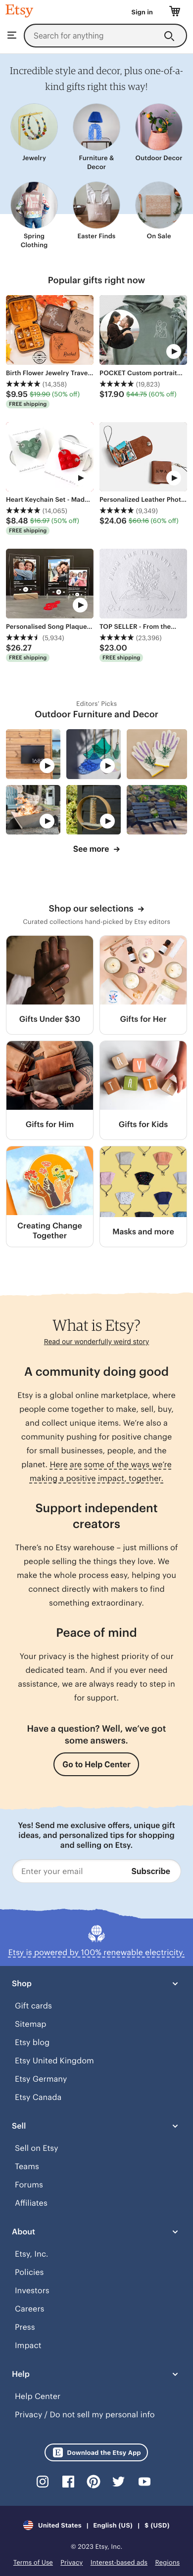 Etsy
Sign in
Search for anything
Incredible style and decor, plus one-of-a-
kind gifts right this way!
Jewelry
Furniture &
Decor
Outdoor Decor
Spring
Clothing
Easter Finds
On Sale
Popular gifts right now
Birth Flower Jewelry Trave...
(14,358)
$9.95 $19.90 (50% off)
FREE shipping
POCKET Custom portrait...
(19,823)
$17.90 $44.75 (60% off)
Heart Keychain Set - Mad...
(14,065)
$8.48 $16.97 (50% off)
FREE shipping
Personalized Leather Phot...
(9,349)
$24.06 $60.16 (60% off)
Personalised Song Plaque...
(5,934)
$26.27
FREE shipping
TOP SELLER - From the...
(23,396)
$23.00
FREE shipping
Editors' Picks
Outdoor Furniture and Decor
See more →
Shop our selections →
Curated collections hand-picked by Etsy editors
Gifts Under $30
Gifts for Her
Gifts for Him
Gifts for Kids
Creating Change
Together
Masks and more
What is Etsy?
Read our wonderfully weird story
A community doing good
Etsy is a global online marketplace, where
people come together to make, sell, buy,
and collect unique items. We're also a
community pushing for positive change
for small businesses, people, and the
planet. Here are some of the ways we're
making a positive impact, together.
Support independent
creators
There's no Etsy warehouse – just millions
of people selling the things they love. We
make the whole process easy, helping you
connect directly with makers to find
something extraordinary.
Peace of mind
Your privacy is the highest priority of our
dedicated team. And if you ever need
assistance, we are always ready to step in
for support.
Have a question? Well, we've got
some answers.
Go to Help Center
Yes! Send me exclusive offers, unique gift
ideas, and personalized tips for shopping
and selling on Etsy.
Enter your email
Subscribe
Etsy is powered by 100% renewable electricity.
Shop
Gift cards
Sitemap
Etsy blog
Etsy United Kingdom
Etsy Germany
Etsy Canada
Sell
Sell on Etsy
Teams
Forums
Affiliates
About
Etsy, Inc.
Policies
Investors
Careers
Press
Impact
Help
Help Center
Privacy / Do not sell my personal info
Download the Etsy App
United States | English (US) | $ (USD)
© 2023 Etsy, Inc.
Terms of Use Privacy Interest-based ads Regions